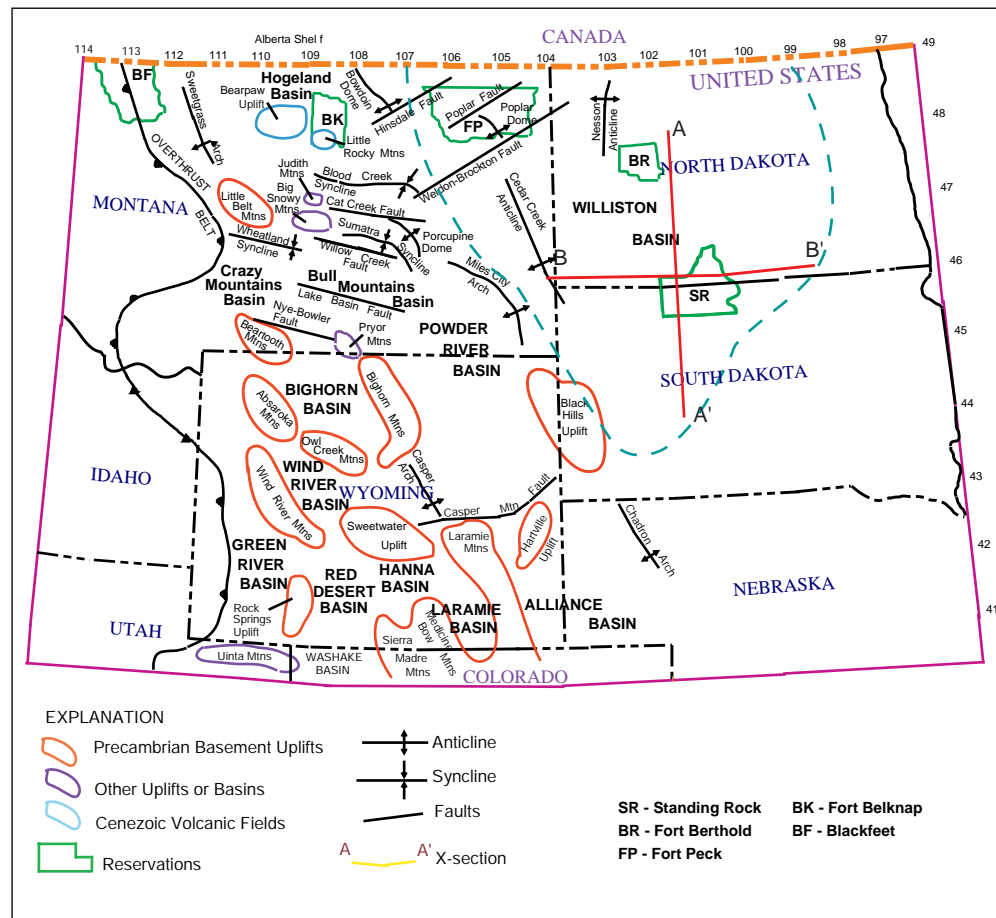 Alberta Shel f
CANADA
114
113
112
111
110
109
108
107
106
105
104
103
102
101
100
99
98
97
49
UNITED STATES
BF
Sweetgrass
Arch
Hogeland
Basin
Bearpaw
Uplift
BK
Little
Rocky Mtns
Bowdoin
Dome
Hinsdale Fault
Poplar Fault
Poplar
Dome
FP
Weldon-Brockton Fault
Nesson
Anticline
A
BR
NORTH DAKOTA
48
OVERTHRUST
BELT
MONTANA
Judith
Mtns
Big
Snowy
Mtns
Little
Belt
Mtns
Blood Creek
Syncline
Cat Creek Fault
Sumatra
Syncline
Willow Creek
Fault
Wheatland
Syncline
Porcupine
Dome
Cedar Creek
Anticline
WILLISTON
BASIN
47
B
B'
46
Miles City
Arch
SR
Crazy
Mountains
Basin
Bull
Mountains
Basin
Lake Basin Fault
Nye-Bowler
Fault
Beartooth
Mtns
Pryor
Mtns
POWDER
RIVER
BASIN
45
SOUTH DAKOTA
A'
44
BIGHORN
BASIN
Absaroka
Mtns
Bighorn Mtns
Owl
Creek Mtns
Black
Hills
Uplift
IDAHO
WIND
RIVER
BASIN
Wind
River Mtns
WYOMING
Casper
Arch
Casper Mtn Fault
43
Sweetwater
Uplift
Laramie
Mtns
Hartville
Uplift
Chadron
Arch
42
GREEN
RIVER
BASIN
RED
DESERT
BASIN
HANNA
BASIN
NEBRASKA
Rock
Springs
Uplift
LARAMIE
BASIN
ALLIANCE
BASIN
41
UTAH
Sierra
Madre
Mtns
Medicine
Bow
Mtns
Uinta Mtns
WASHAKE
BASIN
COLORADO
EXPLANATION
Precambrian Basement Uplifts
Other Uplifts or Basins
Cenezoic Volcanic Fields
Reservations
Anticline
Syncline
Faults
A A' X-section
SR - Standing Rock
BR - Fort Berthold
FP - Fort Peck
BK - Fort Belknap
BF - Blackfeet